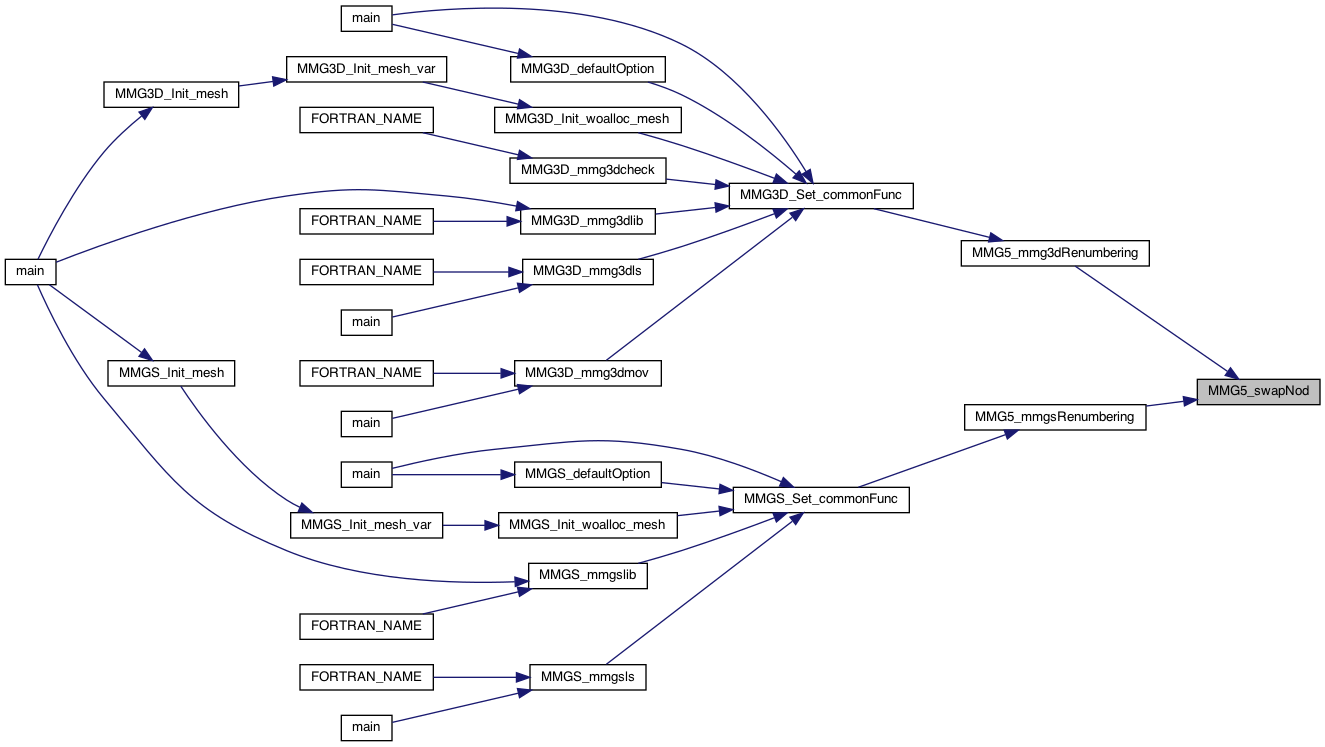 main
MMG3D_Init_mesh_var
MMG3D_defaultOption
MMG3D_Init_mesh
FORTRAN_NAME
MMG3D_Init_woalloc_mesh
MMG3D_mmg3dcheck
MMG3D_Set_commonFunc
FORTRAN_NAME
MMG3D_mmg3dlib
MMG5_mmg3dRenumbering
main
FORTRAN_NAME
MMG3D_mmg3dls
main
MMGS_Init_mesh
FORTRAN_NAME
MMG3D_mmg3dmov
MMG5_swapNod
main
MMG5_mmgsRenumbering
main
MMGS_defaultOption
MMGS_Set_commonFunc
MMGS_Init_mesh_var
MMGS_Init_woalloc_mesh
MMGS_mmgslib
FORTRAN_NAME
FORTRAN_NAME
MMGS_mmgsls
main